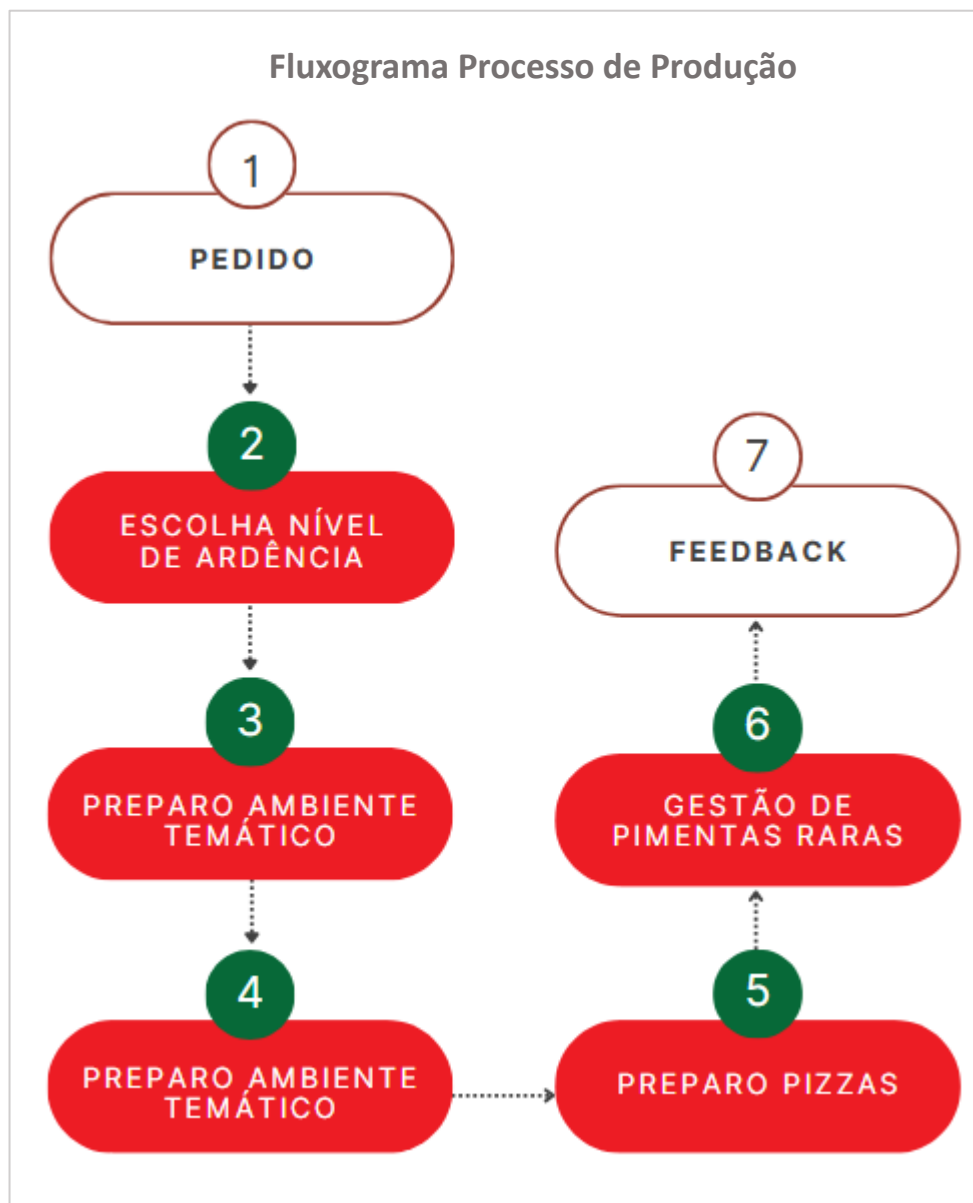 Fluxograma Processo de Produção
1
PEDIDO
2
ESCOLHA NÍVEL
DE ARDÊNCIA
3
PREPARO AMBIENTE
TEMÁTICO
4
PREPARO AMBIENTE
TEMÁTICO
5
PREPARO PIZZAS
6
GESTÃO DE
PIMENTAS RARAS
7
FEEDBACK